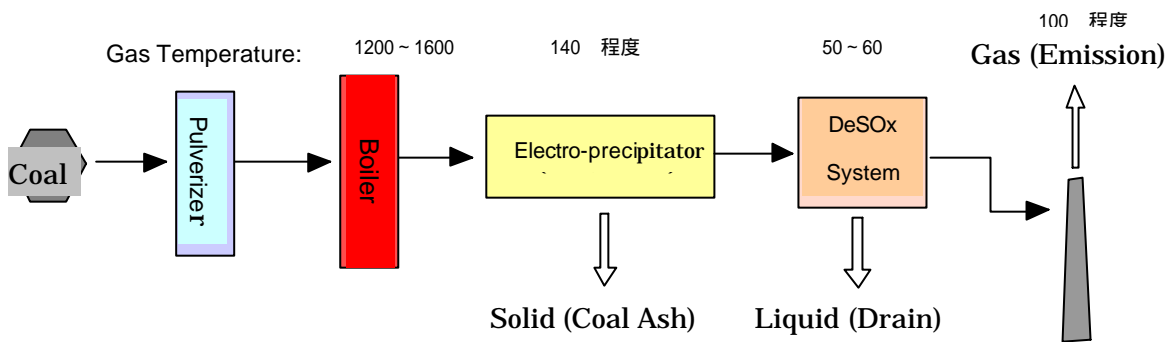 100 程度
Gas Temperature:
1200 ~ 1600
140 程度
50 ~ 60
Gas (Emission)
Coal
Pulverizer
Boiler
Electro-precipitator
DeSOx
System
Solid (Coal Ash)
Liquid (Drain)